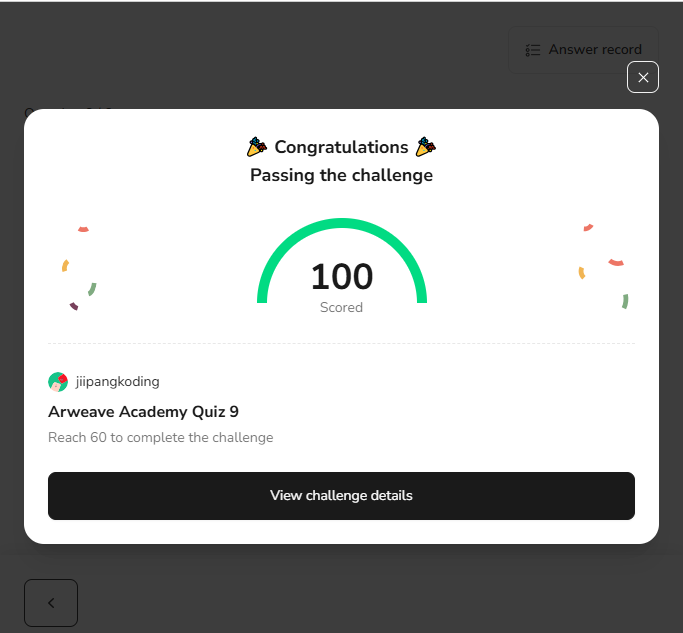 Answer record
Congratulations
Passing the challenge
100
Scored
jiipangkoding
Arweave Academy Quiz 9
Reach 60 to complete the challenge
View challenge details